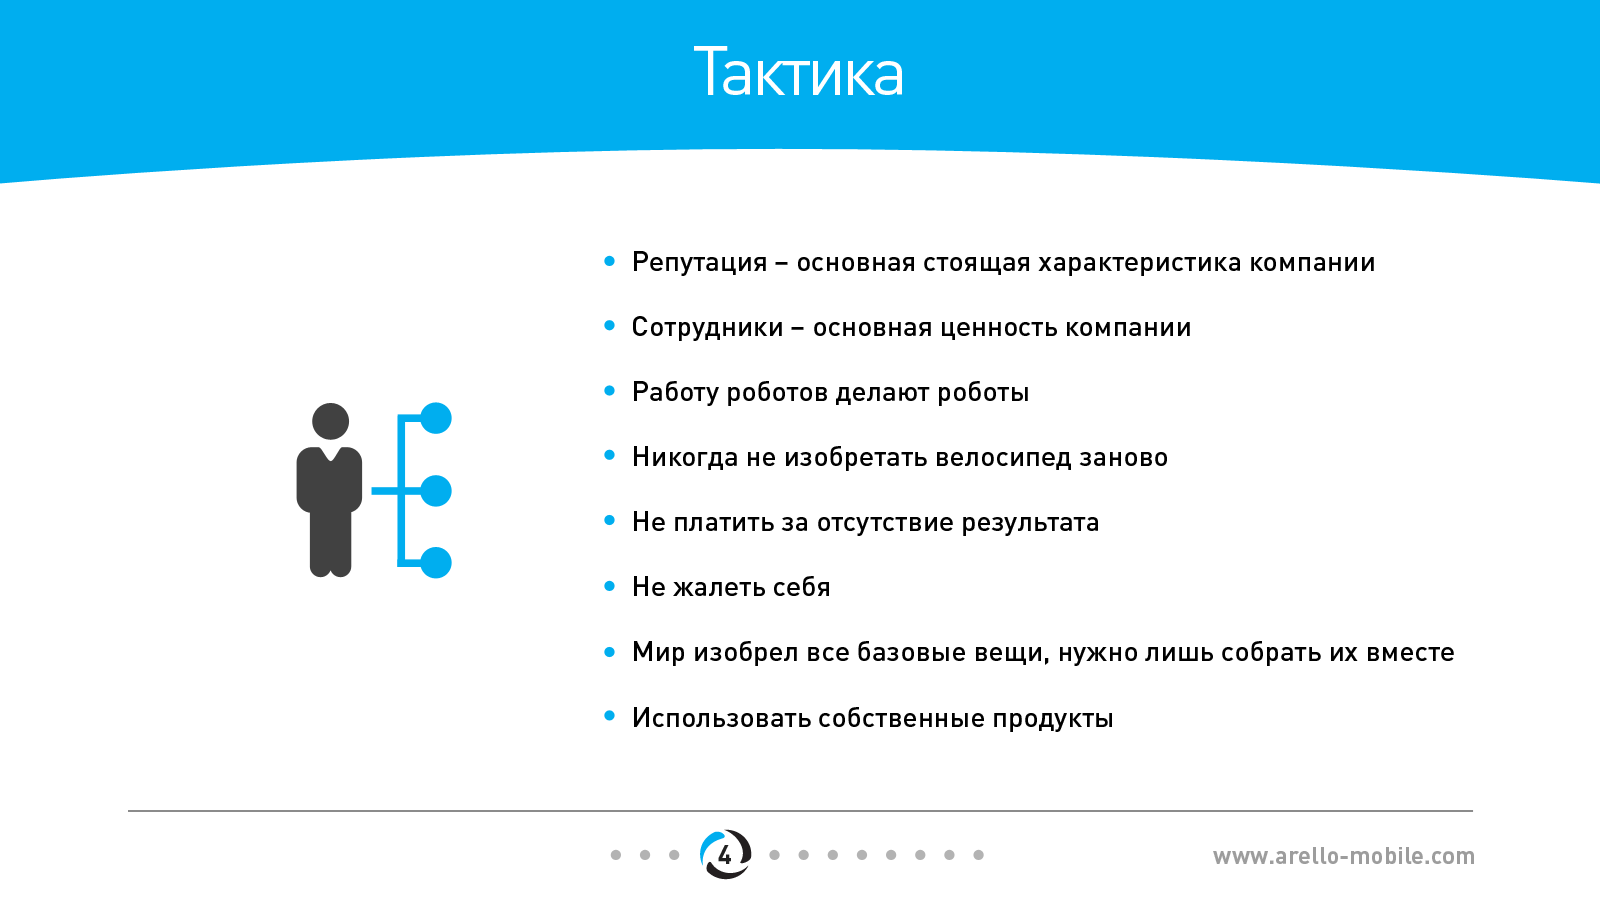 Тактика
• Репутация – основная стоящая характеристика компании
• Сотрудники – основная ценность компании
• Работу роботов делают роботы
• Никогда не изобретать велосипед заново
• Не платить за отсутствие результата
• Не жалеть себя
• Мир изобрел все базовые вещи, нужно лишь собрать их вместе
• Использовать собственные продукты
4
www.arello-mobile.com